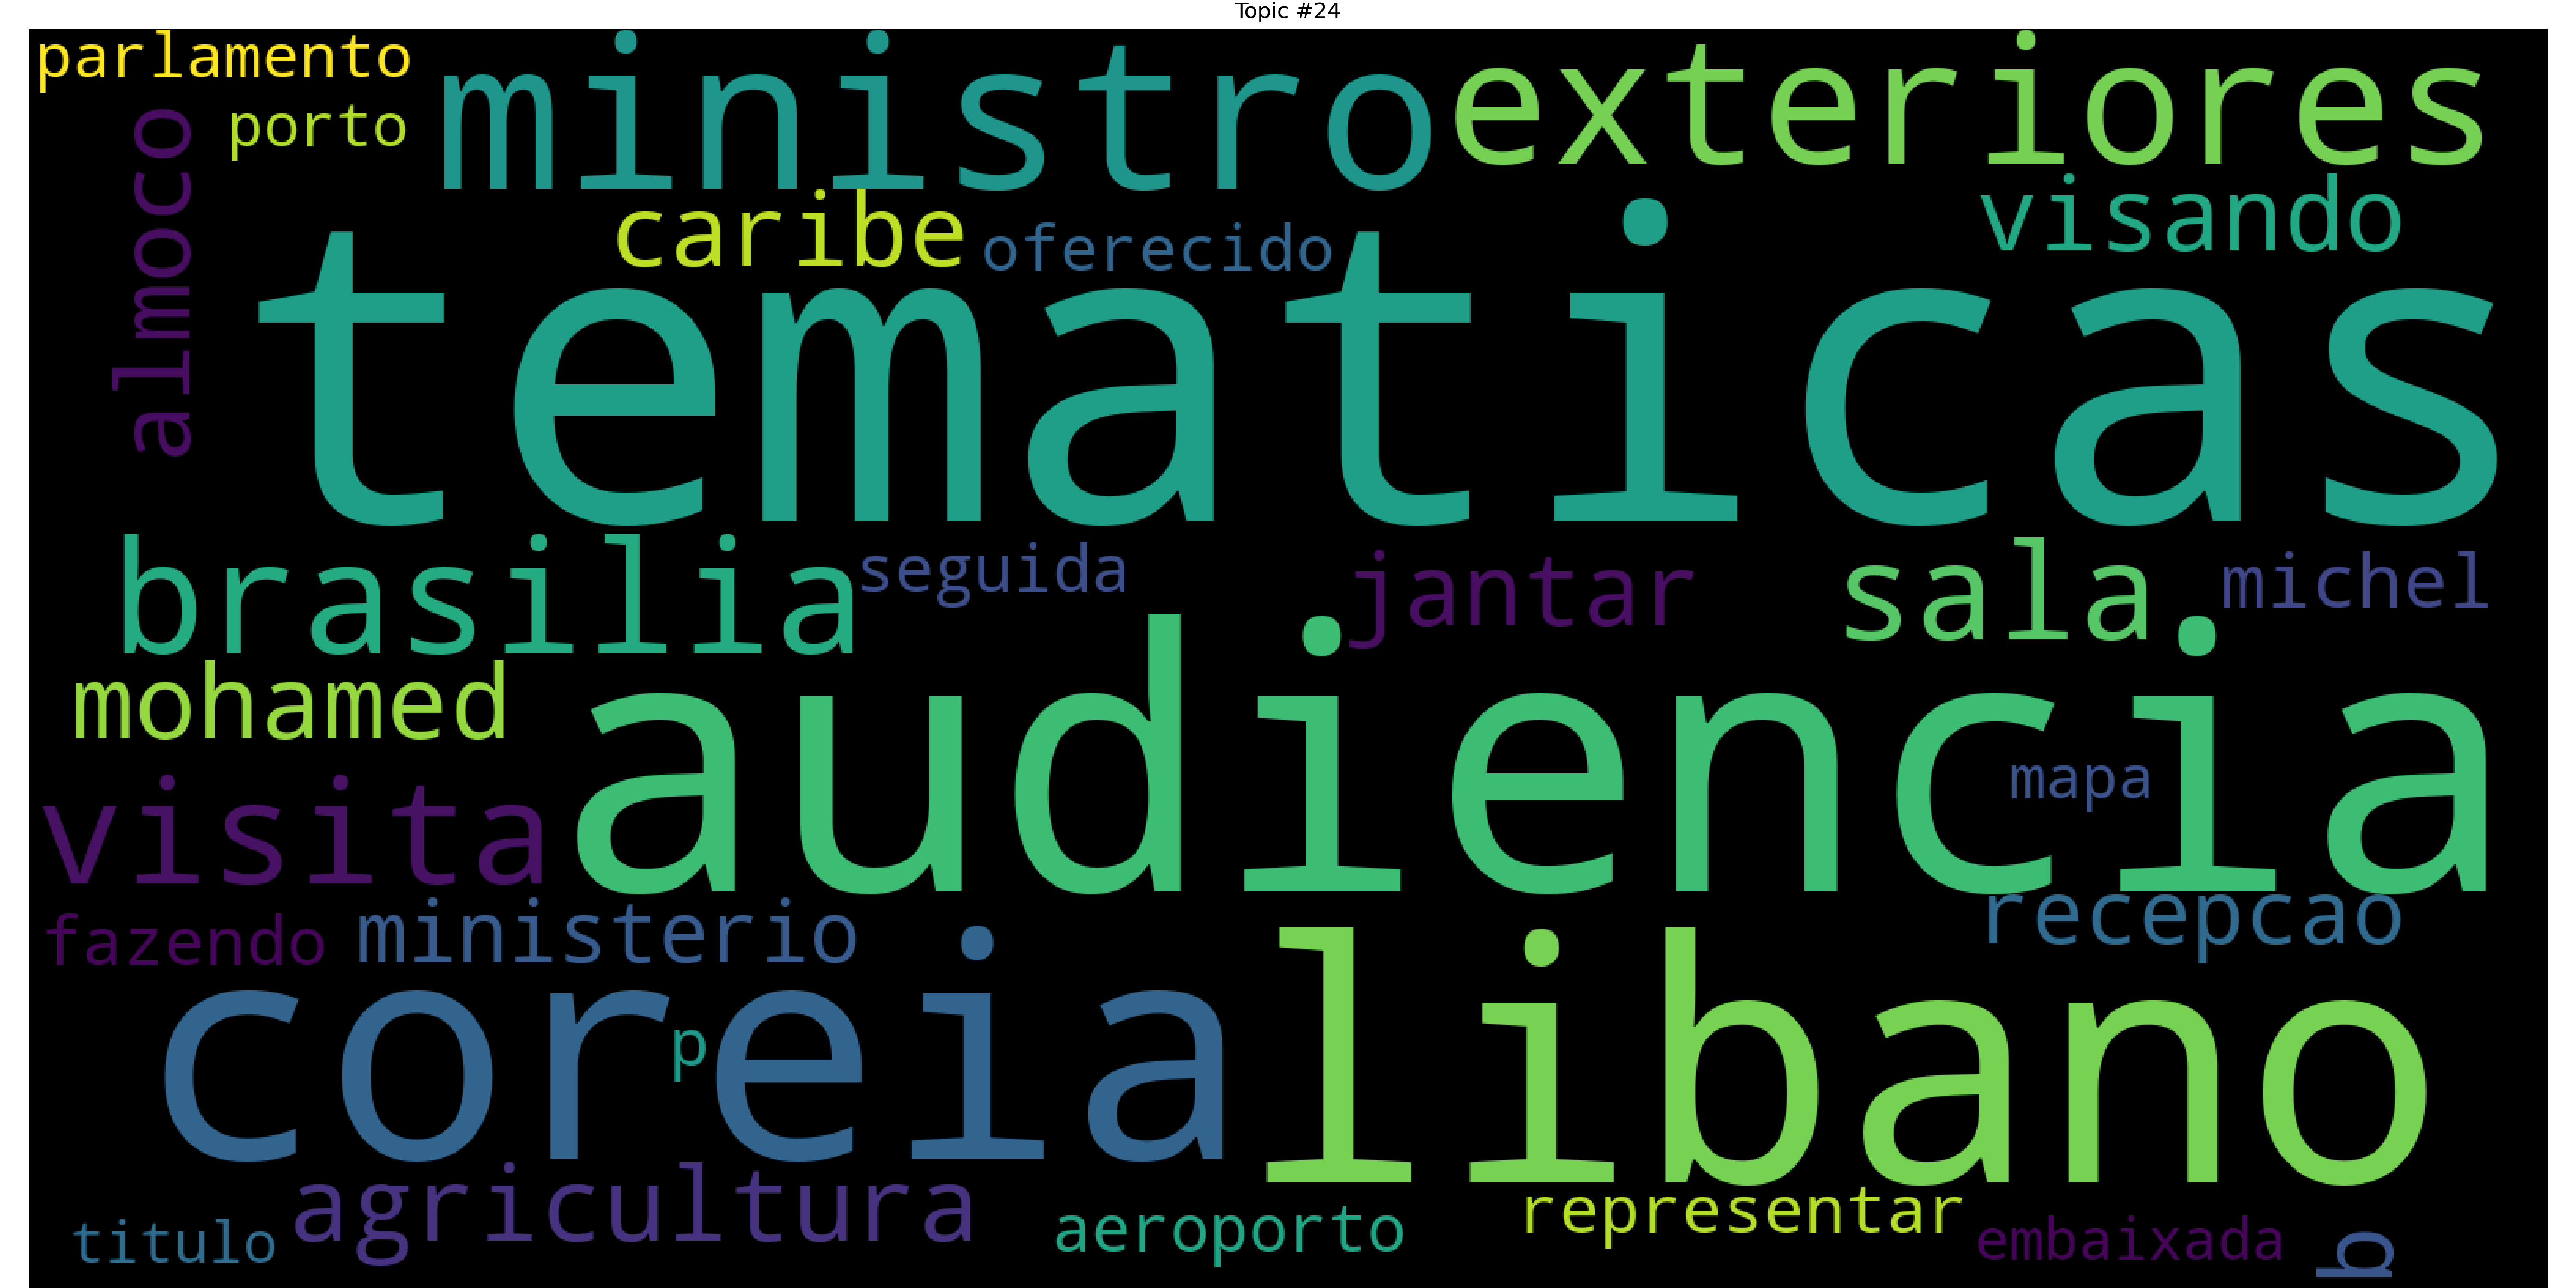 Topic #24
parlamento
ministro
exteriores
porto
almoco
caribe
oferecido
visando
tematicas
brasilia
seguida
jantar
sala
michel
mohamed
audiencia
visita
mapa
fazendo
ministerio
recepcao
coreia
p
libano
titulo
agricultura
aeroporto
representar
embaixada
b